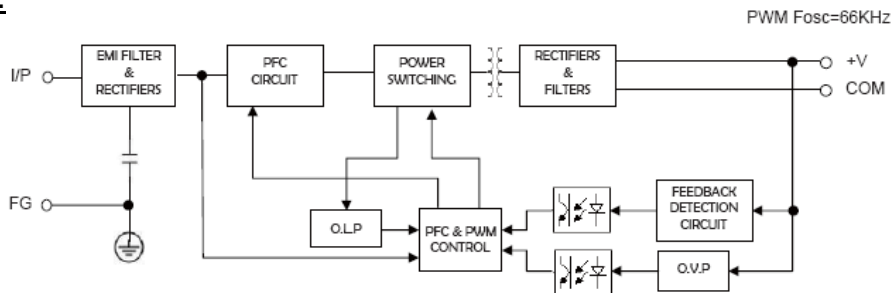 PWM Fosc=66KHz
I/P
EMI FILTER
&
RECTIFIERS
PFC
CIRCUIT
POWER
SWITCHING
RECTIFIERS
&
FILTERS
+V
COM
FG
O.L.P
PFC & PWM
CONTROL
FEEDBACK
DETECTION
CIRCUIT
O.V.P